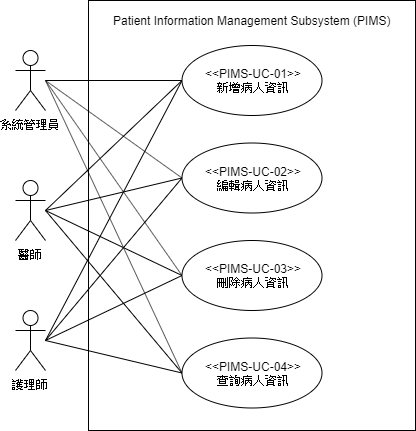 Patient Information Management Subsystem (PIMS)
<<PIMS-UC-01>>
新增病人資訊
系統管理員
<<PIMS-UC-02>>
編輯病人資訊
醫師
<<PIMS-UC-03>>
刪除病人資訊
護理師
<<PIMS-UC-04>>
查詢病人資訊